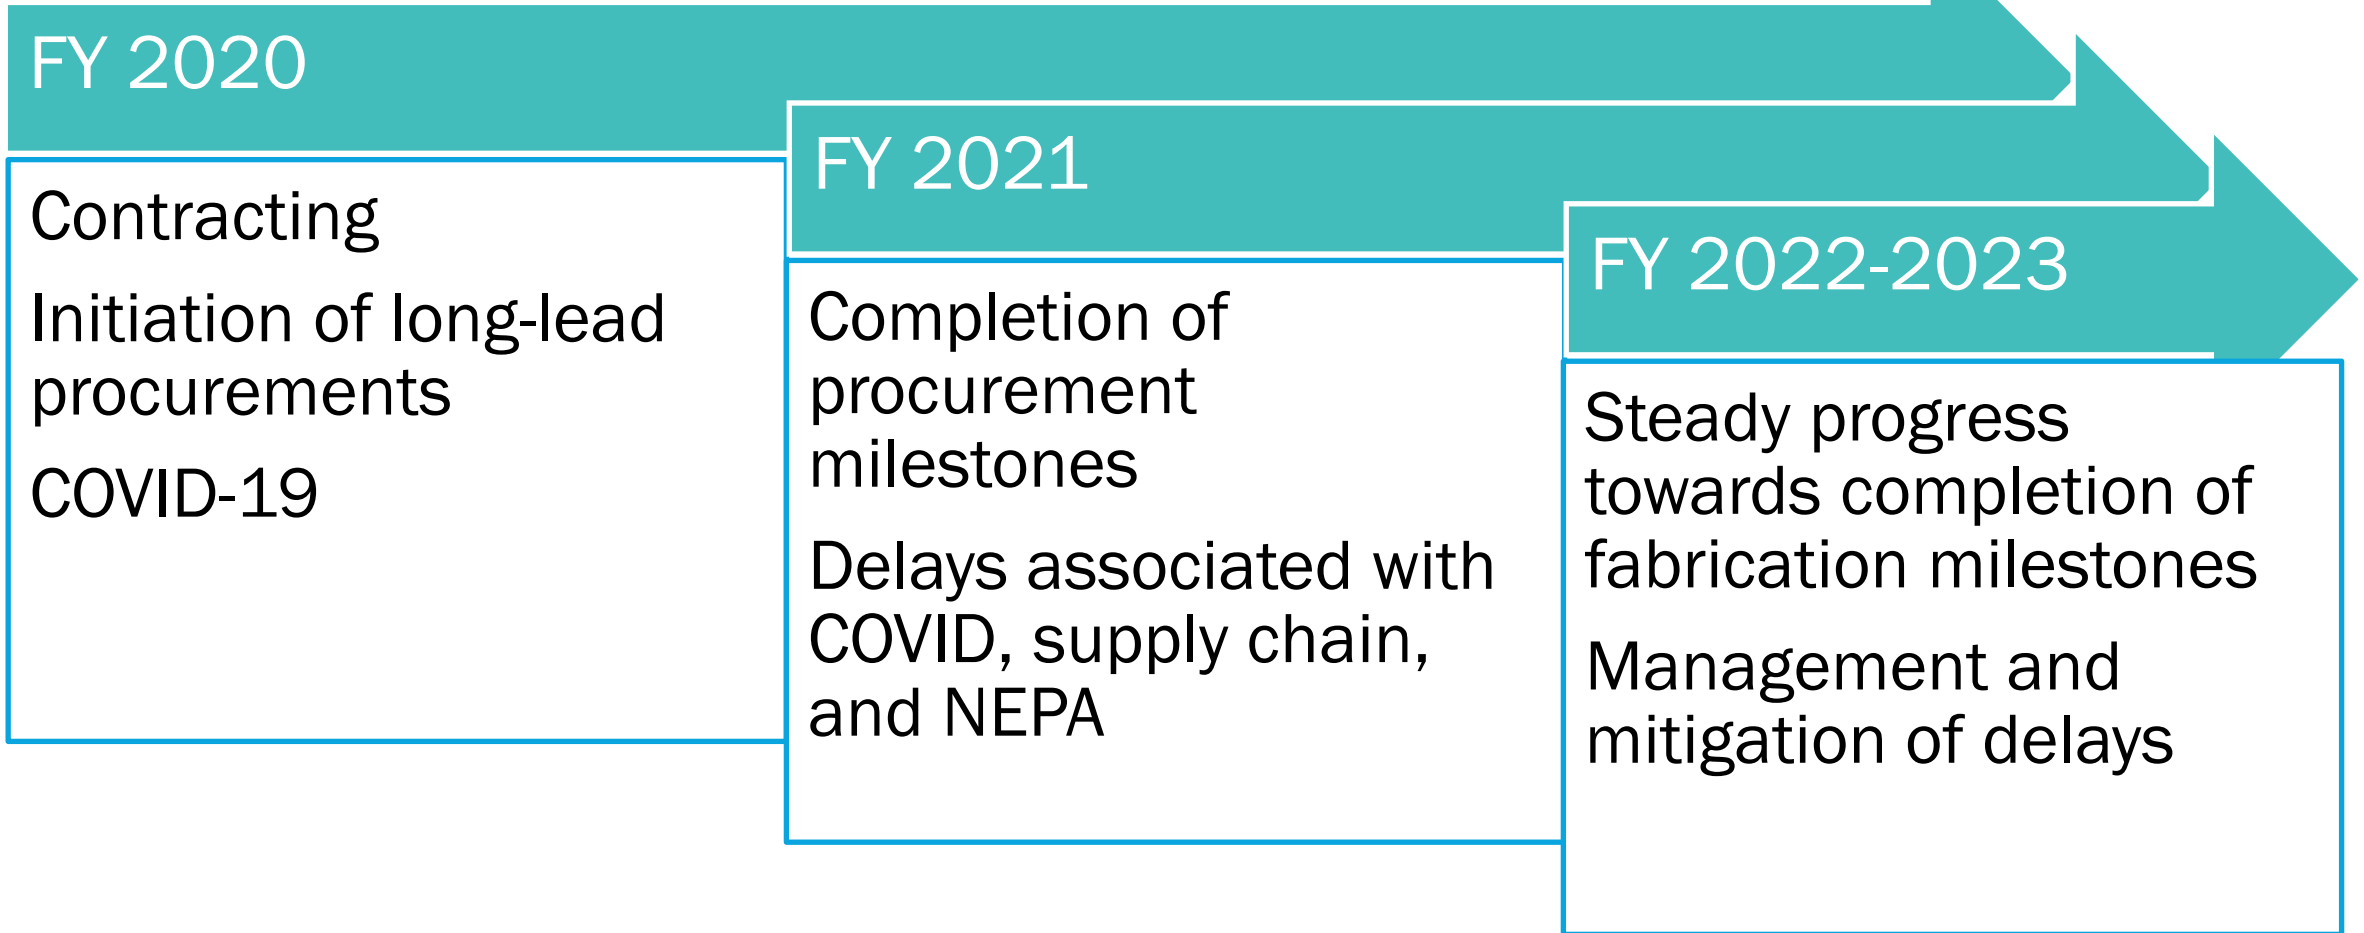 FY 2020
Contracting
Initiation of long-lead
procurements
COVID-19
FY 2021
Completion of
procurement
milestones
Delays associated with
COVID, supply chain,
and NEPA
FY 2022-2023
Steady progress
towards completion of
fabrication milestones
Management and
mitigation of delays